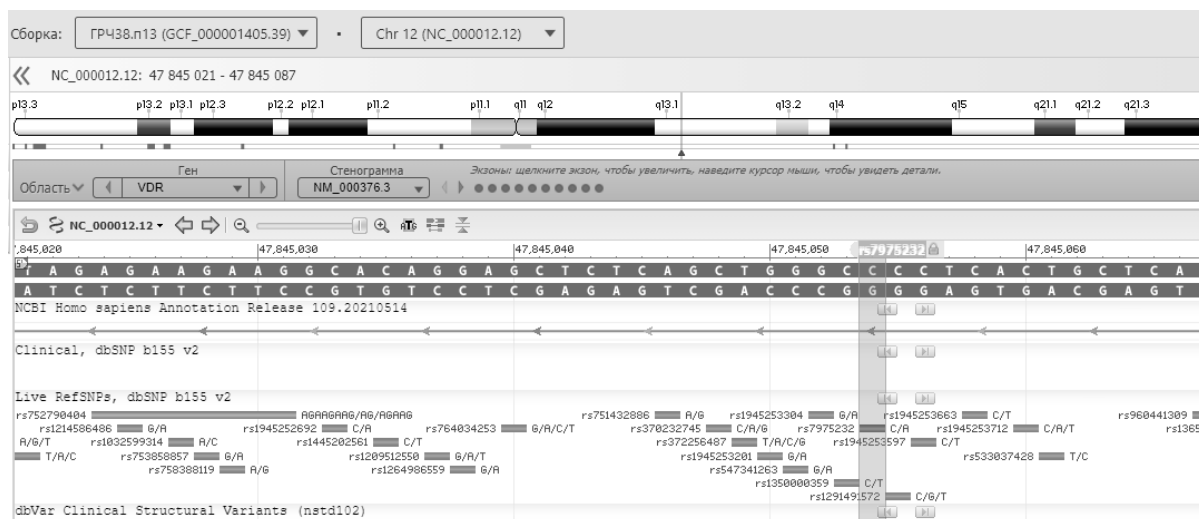 Сборка: ГРЧ38.п13 (GCF_000001405.39) • Chr 12 (NC_000012.12)
NC_000012.12: 47 845 021 - 47 845 087
p13.3 p13.2 p13.1 p12.3 p12.2 p12.1 p11.2 p11.1 q11 q12 q13.1 q13.2 q14 q15 q21.1 q21.2 q21.3
Ген Стенограмма Экзоны: щелкните экзон, чтобы увеличить, наведите курсор мыши, чтобы увидеть детали.
Область VDR NM_000376.3
NC_000012.12
845,020 47,845,030 47,845,040 47,845,050 rs7975232 47,845,060
T A G A G A A G A A G G C A C A G G A G C T C T C A G C T G G G C C C C T C A C T G C T C A
A T C T C T T C T T C C G T G T C C T C G A G A G T C G A C C C G G G G A G T G A C G A G T
NCBI Homo sapiens Annotation Release 109.20210514
Clinical, dbSNP b155 v2
Live RefSNPs, dbSNP b155 v2
rs752790404 AGAAGAAG/AG/AGAAG rs751432886 A/G rs1945253304 G/A rs1945253663 C/T rs960441309
rs1214586486 G/A rs1945252692 C/A rs764034253 G/A/C/T rs370232745 C/A/G rs7975232 C/A rs1945253712 C/A/T rs1365
A/G/T rs1032599314 A/C rs1445202561 C/T rs372256487 T/A/C/G rs1945253597 C/T
T/A/C rs753858857 G/A rs1209512550 G/A/T rs1945253201 G/A rs533037428 T/C
rs758388119 A/G rs1264986559 G/A rs547341263 G/A
rs1350000359 C/T
rs1291491572 C/G/T
dbVar Clinical Structural Variants (nstd102)